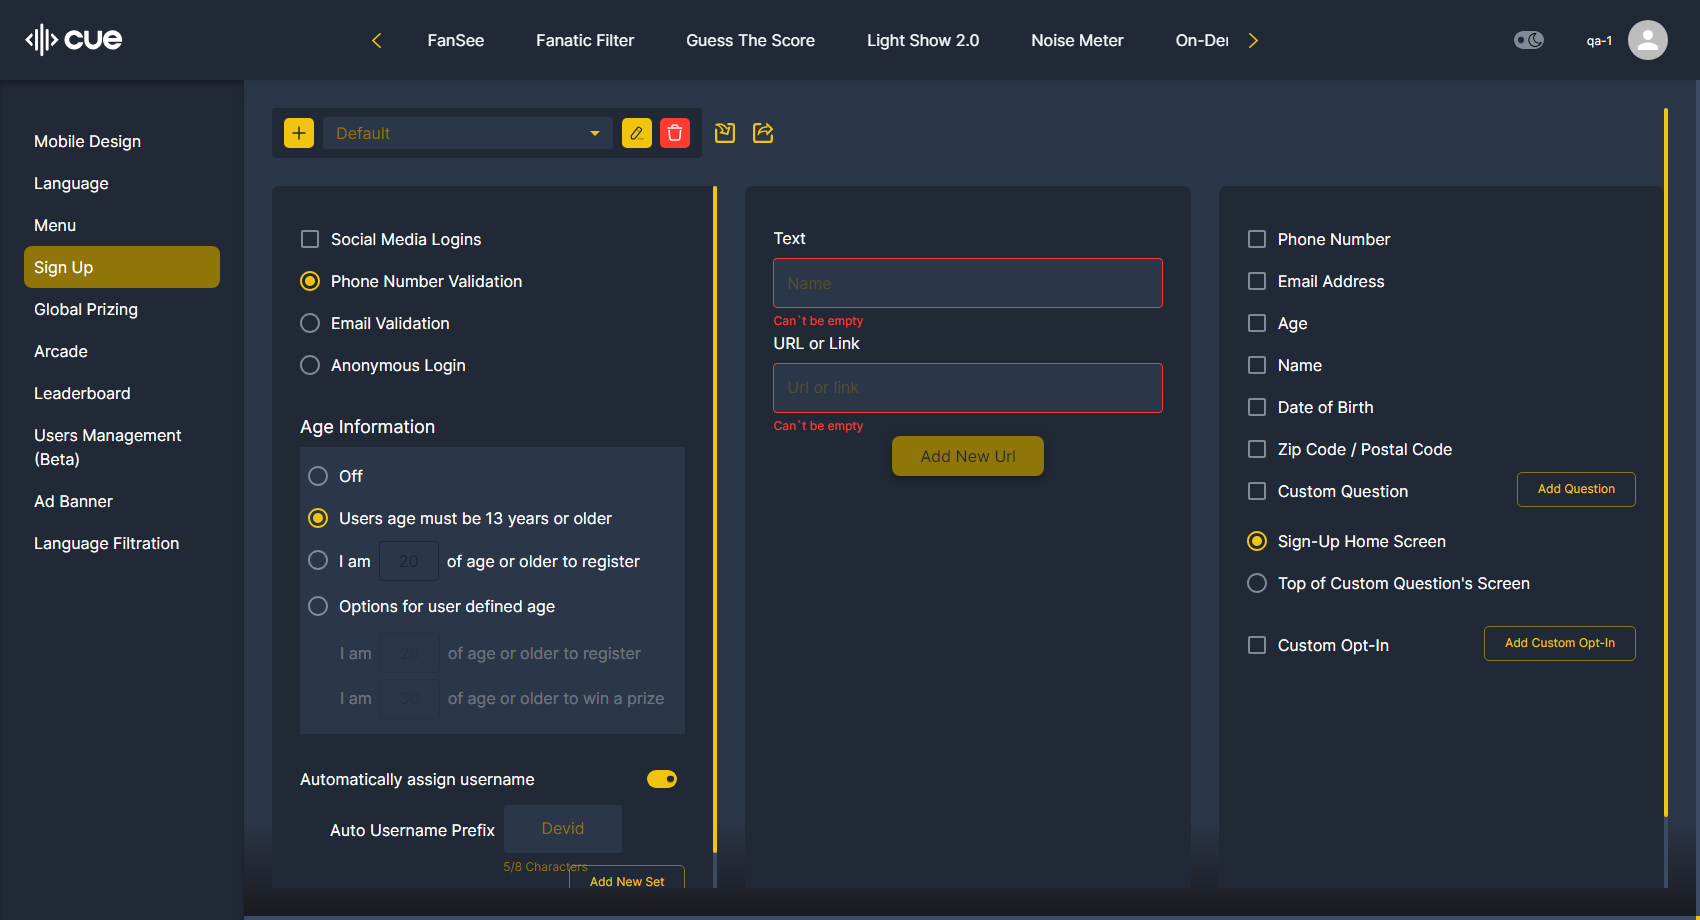 cue
FanSee
Fanatic Filter
Guess The Score
Light Show 2.0
Noise Meter
On-De
qa-1
Mobile Design
Language
Menu
Sign Up
Global Prizing
Arcade
Leaderboard
Users Management
(Beta)
Ad Banner
Language Filtration
Default
Social Media Logins
Phone Number Validation
Email Validation
Anonymous Login
Age Information
Off
Users age must be 13 years or older
I am 20 of age or older to register
Options for user defined age
I am 20 of age or older to register
I am 30 of age or older to win a prize
Automatically assign username
Auto Username Prefix Devid
5/8 Characters
Add New Set
Text
Name
Can`t be empty
URL or Link
Url or link
Can`t be empty
Add New Url
Phone Number
Email Address
Age
Name
Date of Birth
Zip Code / Postal Code
Custom Question Add Question
Sign-Up Home Screen
Top of Custom Question's Screen
Custom Opt-In Add Custom Opt-In